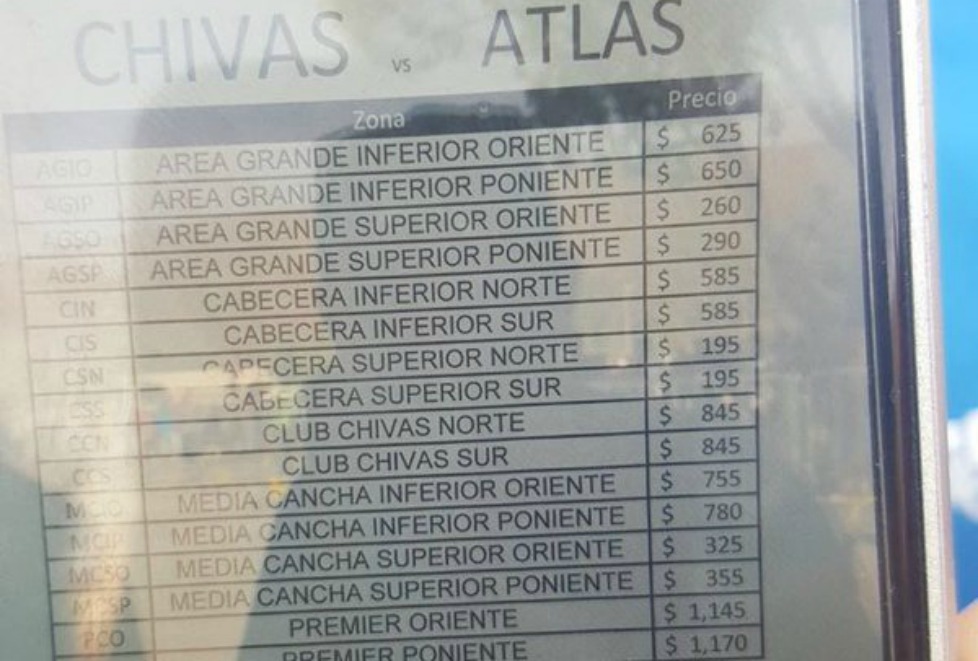 CHIVAS vs ATLAS
Zona Precio
AGIO AREA GRANDE INFERIOR ORIENTE $ 625
AGIP AREA GRANDE INFERIOR PONIENTE $ 650
AGSO AREA GRANDE SUPERIOR ORIENTE $ 260
AGSP AREA GRANDE SUPERIOR PONIENTE $ 290
CIN CABECERA INFERIOR NORTE $ 585
CIS CABECERA INFERIOR SUR $ 585
CSN CABECERA SUPERIOR NORTE $ 195
CSS CABECERA SUPERIOR SUR $ 195
CCN CLUB CHIVAS NORTE $ 845
CCS CLUB CHIVAS SUR $ 845
MCIO MEDIA CANCHA INFERIOR ORIENTE $ 755
MCIP MEDIA CANCHA INFERIOR PONIENTE $ 780
MCSO MEDIA CANCHA SUPERIOR ORIENTE $ 325
MCSP MEDIA CANCHA SUPERIOR PONIENTE $ 355
PCO PREMIER ORIENTE $ 1,145
PREMIER PONIENTE $ 1,170